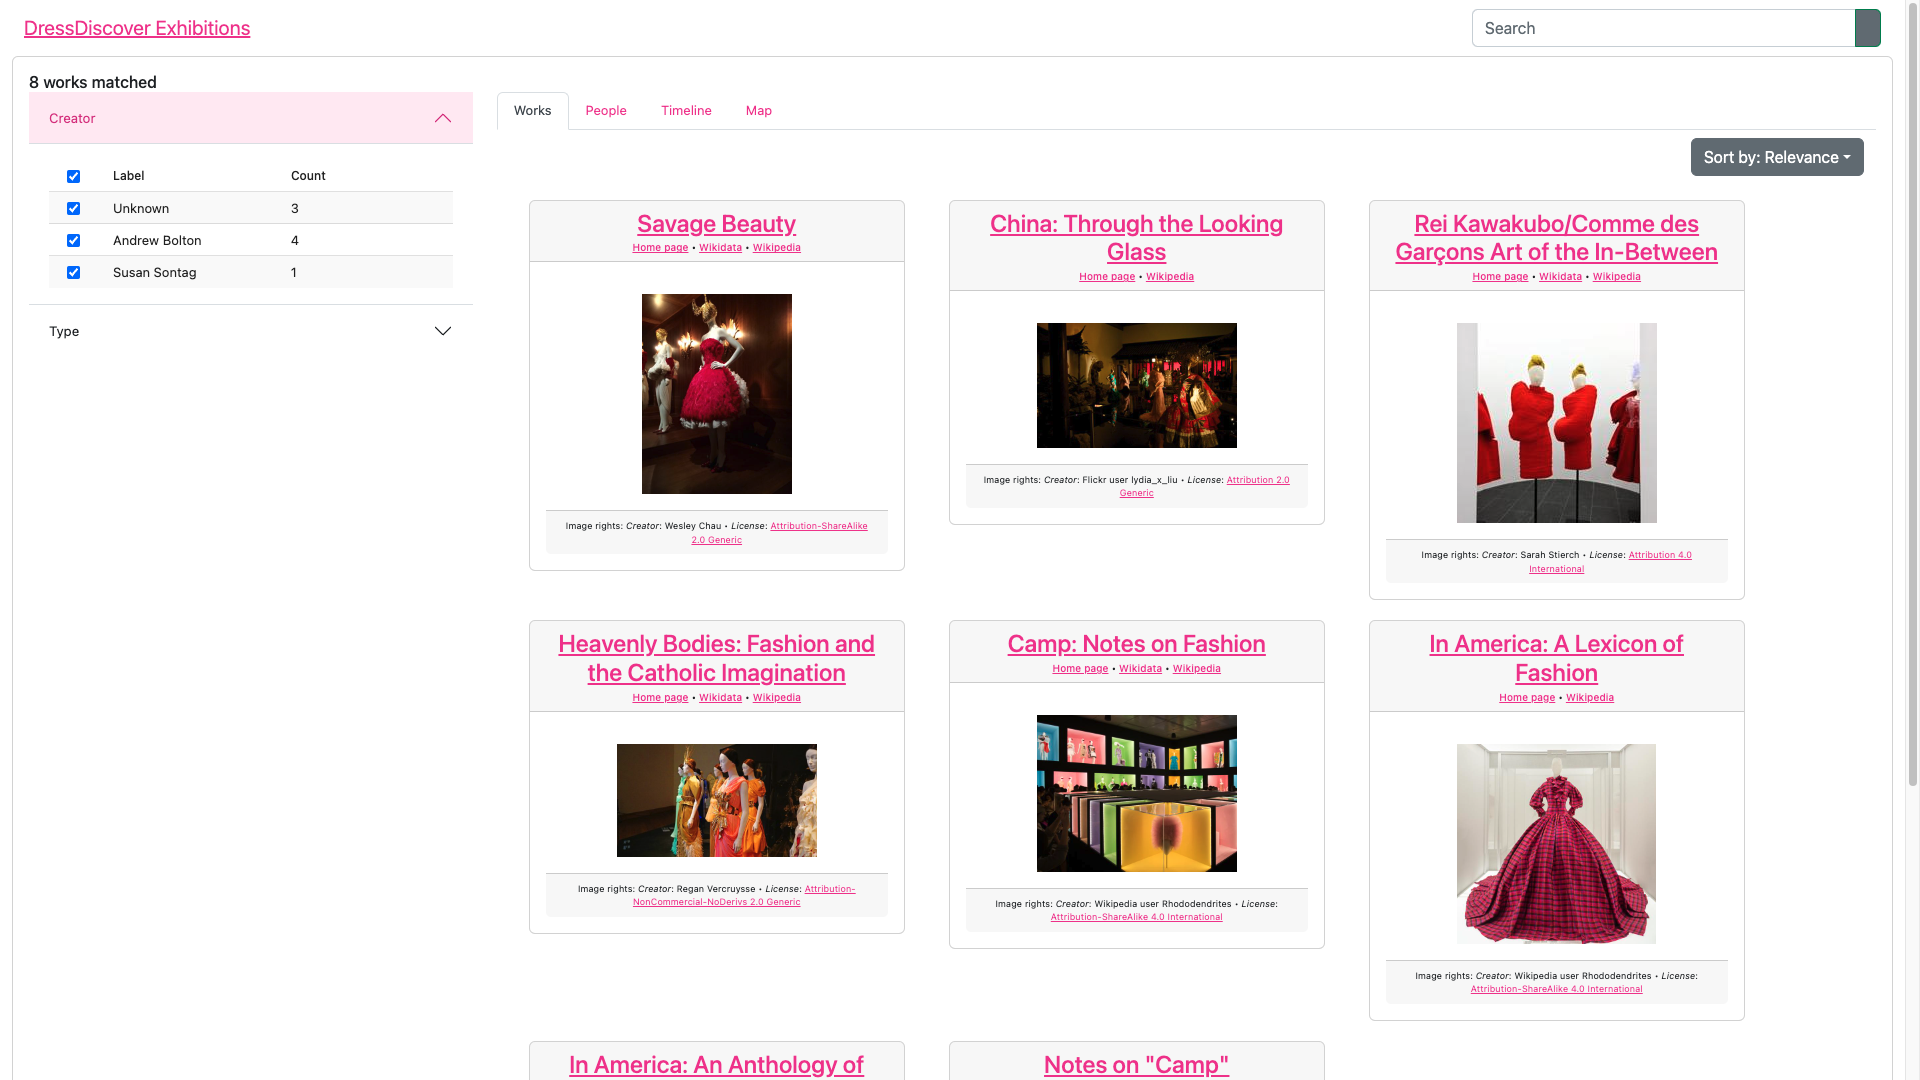 DressDiscover Exhibitions
Search
8 works matched
Creator
Label Count
Unknown 3
Andrew Bolton 4
Susan Sontag 1
Type
Works People Timeline Map
Sort by: Relevance
Savage Beauty
Home page • Wikidata • Wikipedia
Image rights: Creator: Wesley Chau • License: Attribution-ShareAlike
2.0 Generic
China: Through the Looking
Glass
Home page • Wikipedia
Image rights: Creator: Flickr user lydia_x_liu • License: Attribution 2.0
Generic
Rei Kawakubo/Comme des
Garçons Art of the In-Between
Home page • Wikidata • Wikipedia
Image rights: Creator: Sarah Stierch • License: Attribution 4.0
International
Heavenly Bodies: Fashion and
the Catholic Imagination
Home page • Wikidata • Wikipedia
Image rights: Creator: Regan Vercruysse • License: Attribution-
NonCommercial-NoDerivs 2.0 Generic
Camp: Notes on Fashion
Home page • Wikidata • Wikipedia
Image rights: Creator: Wikipedia user Rhododendrites • License:
Attribution-ShareAlike 4.0 International
In America: A Lexicon of
Fashion
Home page • Wikipedia
Image rights: Creator: Wikipedia user Rhododendrites • License:
Attribution-ShareAlike 4.0 International
In America: An Anthology of
Notes on "Camp"